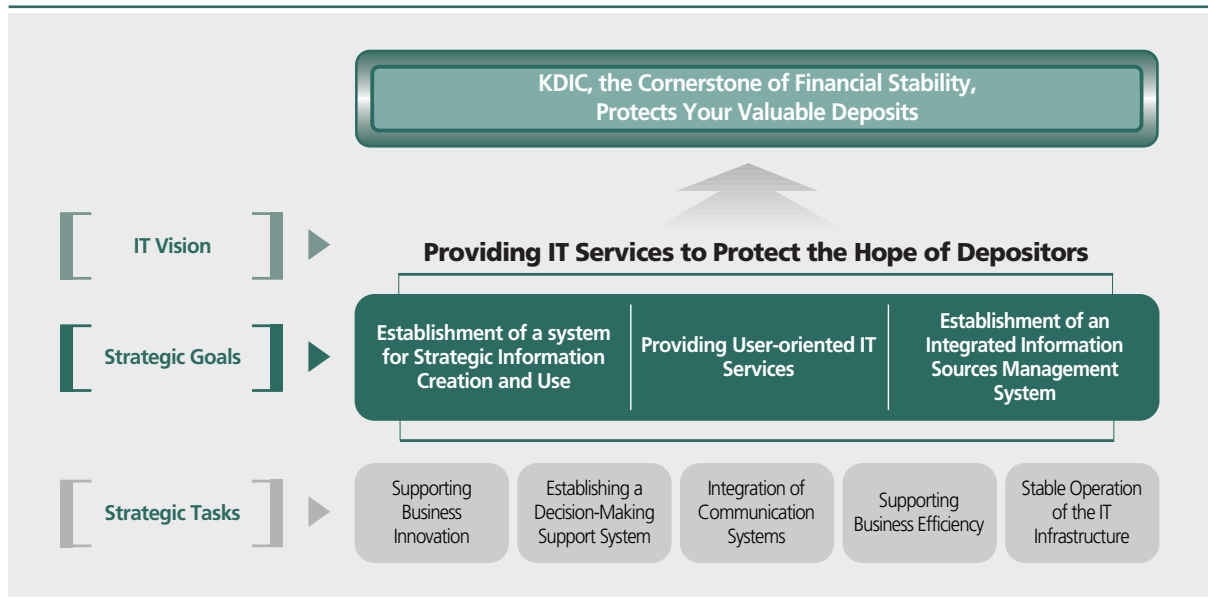 KDIC, the Cornerstone of Financial Stability,
Protects Your Valuable Deposits
IT Vision
Providing IT Services to Protect the Hope of Depositors
Strategic Goals
Establishment of a system
for Strategic Information
Creation and Use
Providing User-oriented IT
Services
Establishment of an
Integrated Information
Sources Management
System
Strategic Tasks
Supporting
Business
Innovation
Establishing a
Decision-Making
Support System
Integration of
Communication
Systems
Supporting
Business Efficiency
Stable Operation
of the IT
Infrastructure